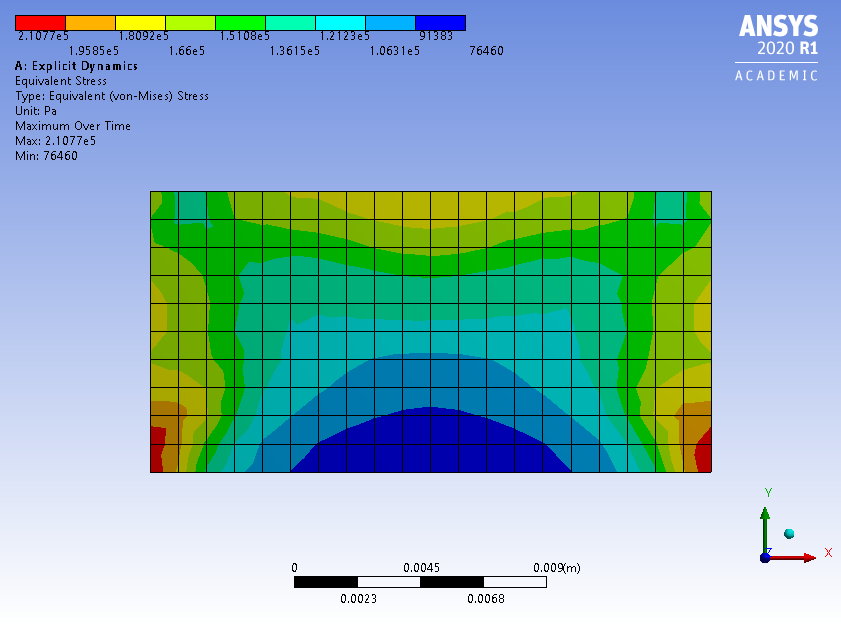 2.1077e5 1.8092e5 1.5108e5 1.2123e5 91383
1.9585e5 1.66e5 1.3615e5 1.0631e5 76460
A: Explicit Dynamics
Equivalent Stress
Type: Equivalent (von-Mises) Stress
Unit: Pa
Maximum Over Time
Max: 2.1077e5
Min: 76460
ANSYS
2020 R1
ACADEMIC
Y
X
Z
0 0.0045 0.009(m)
0.0023 0.0068